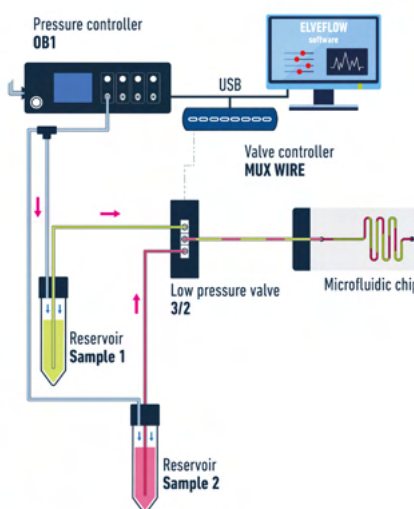 Pressure controller
OB1
ELVEFLOW
software
USB
Valve controller
MUX WIRE
Low pressure valve
3/2
Microfluidic chip
Reservoir
Sample 1
Reservoir
Sample 2